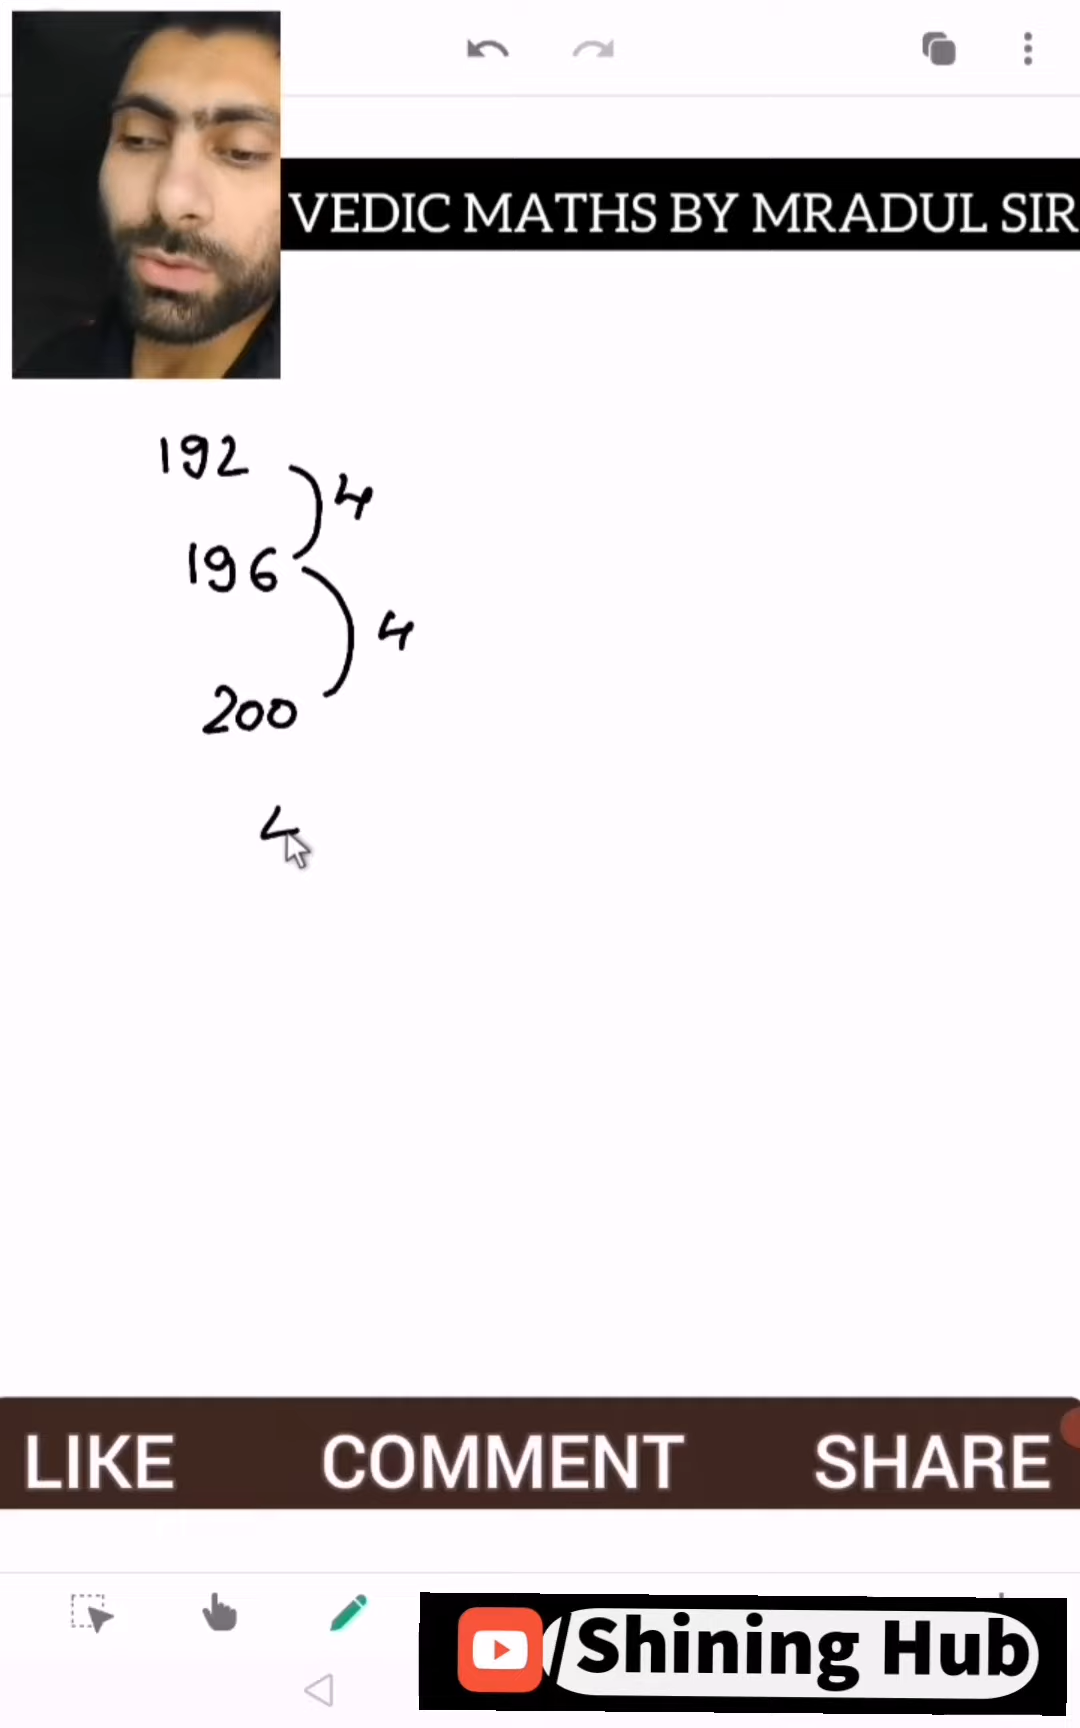 VEDIC MATHS BY MRADUL SIR
192
4
196
4
200
4
LIKE COMMENT SHARE
/Shining Hub